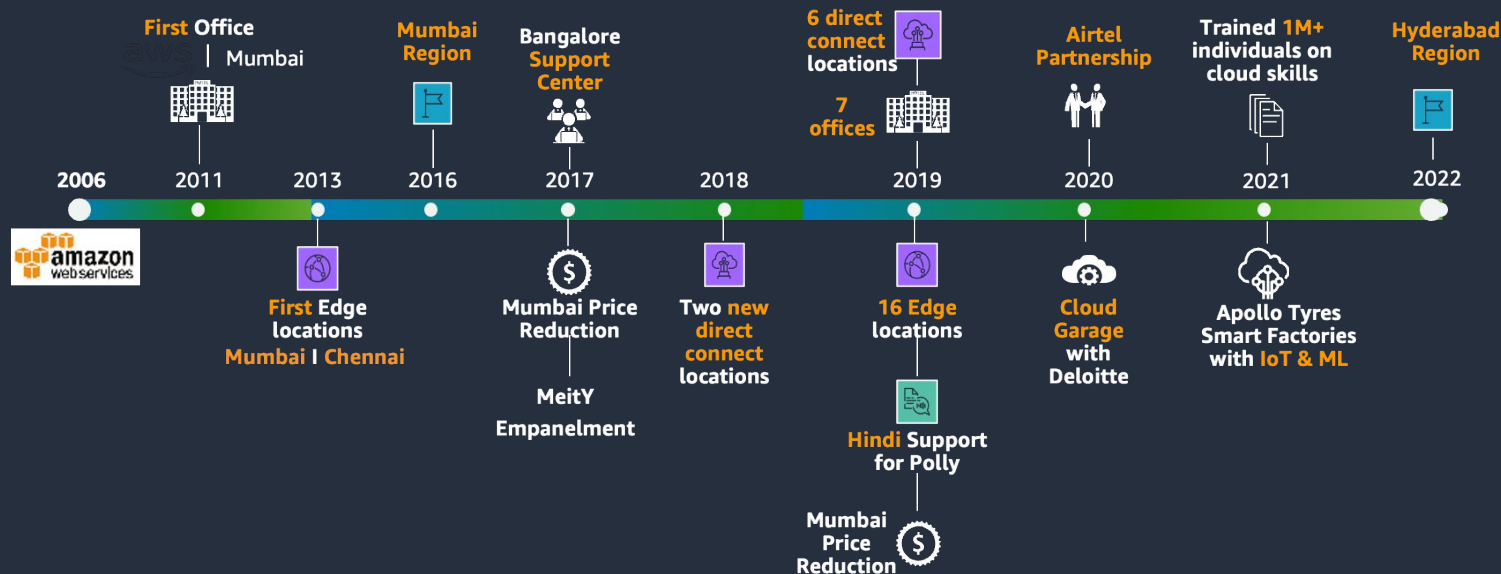 First Office
aws
| Mumbai
Mumbai
Region
Bangalore
Support
Center
6 direct
connect
locations
7
offices
Airtel
Partnership
Trained 1M+
individuals on
cloud skills
Hyderabad
Region
2006
2011
2013
2016
2017
2018
2019
2020
2021
2022
amazon
web services
First Edge
locations
Mumbai I Chennai
$
Mumbai Price
Reduction
MeitY
Empanelment
Two new
direct
connect
locations
16 Edge
locations
Hindi Support
for Polly
Mumbai
Price
Reduction
$
Cloud
Garage
with
Deloitte
Apollo Tyres
Smart Factories
with IoT & ML